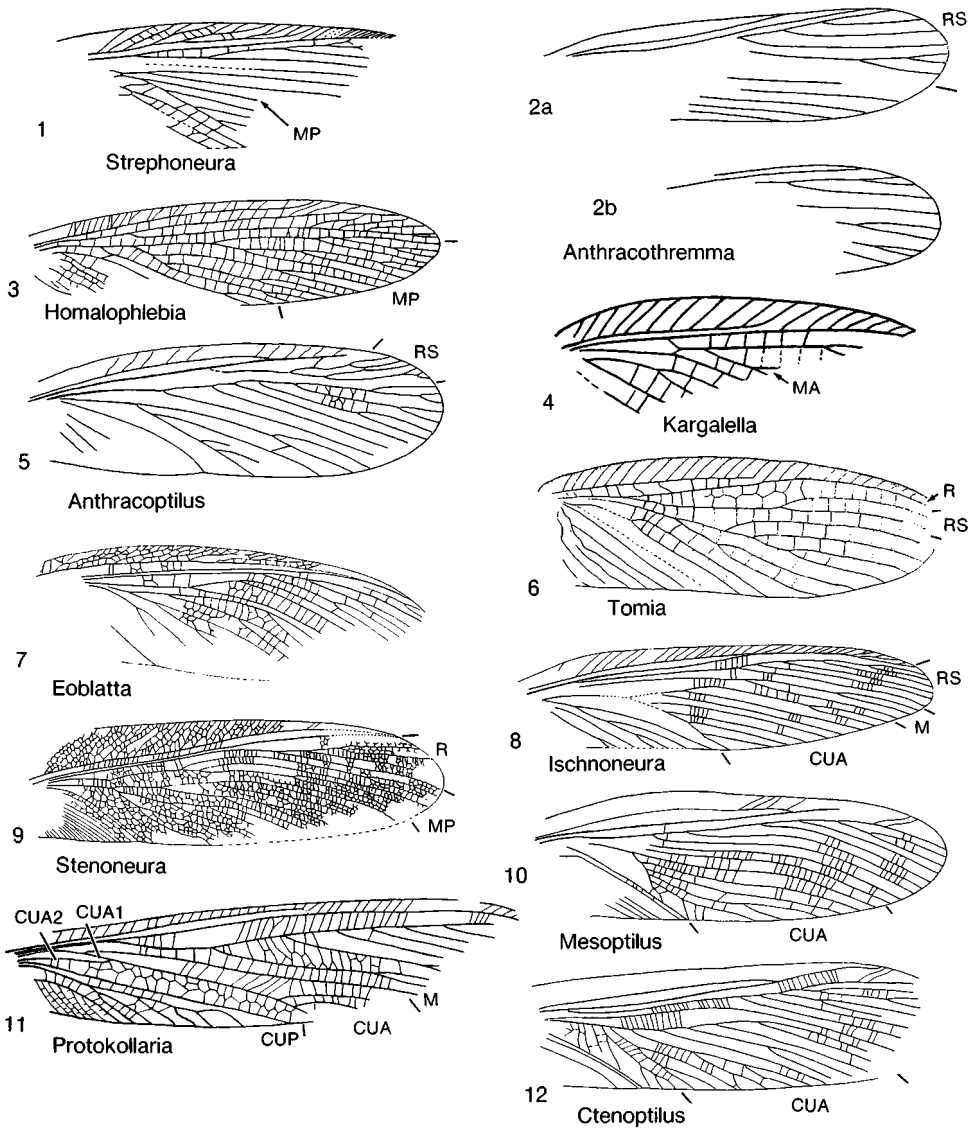 1
MP
Strephoneura
2a
RS
2b
Anthracothremma
3
MP
Homalophlebia
4
MA
Kargalella
5
RS
Anthracoptilus
6
R
RS
Tomia
7
Eoblatta
8
RS
M
CUA
Ischnoneura
9
R
MP
Stenoneura
10
CUA
Mesoptilus
11
CUA2
CUA1
M
CUA
CUP
Protokollaria
12
CUA
Ctenoptilus